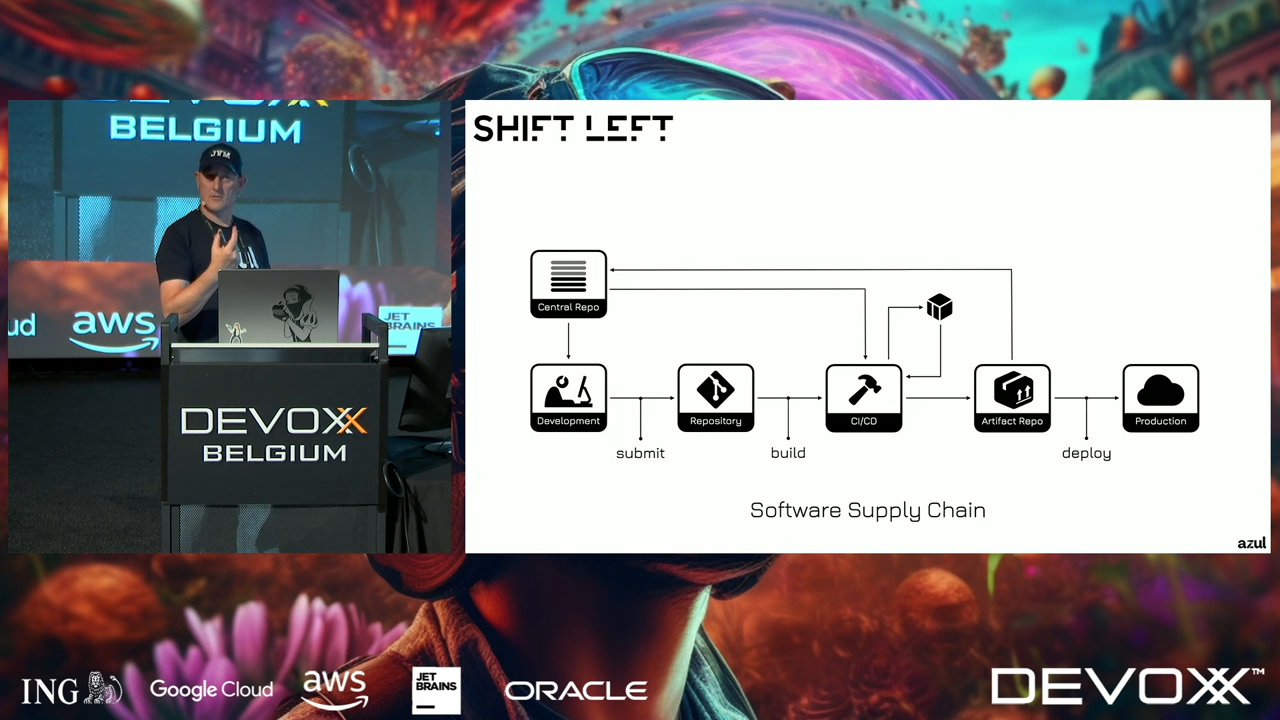 DEVOXX
BELGIUM
JVM
ud
aws
JET
BRAINS
DEVOXX
BELGIUM
SHIFT LEFT
Central Repo
Development
Repository
CI/CD
Artifact Repo
Production
submit
build
deploy
Software Supply Chain
azul
ING
Google Cloud
aws
JET
BRAINS
ORACLE
DEVOXX™